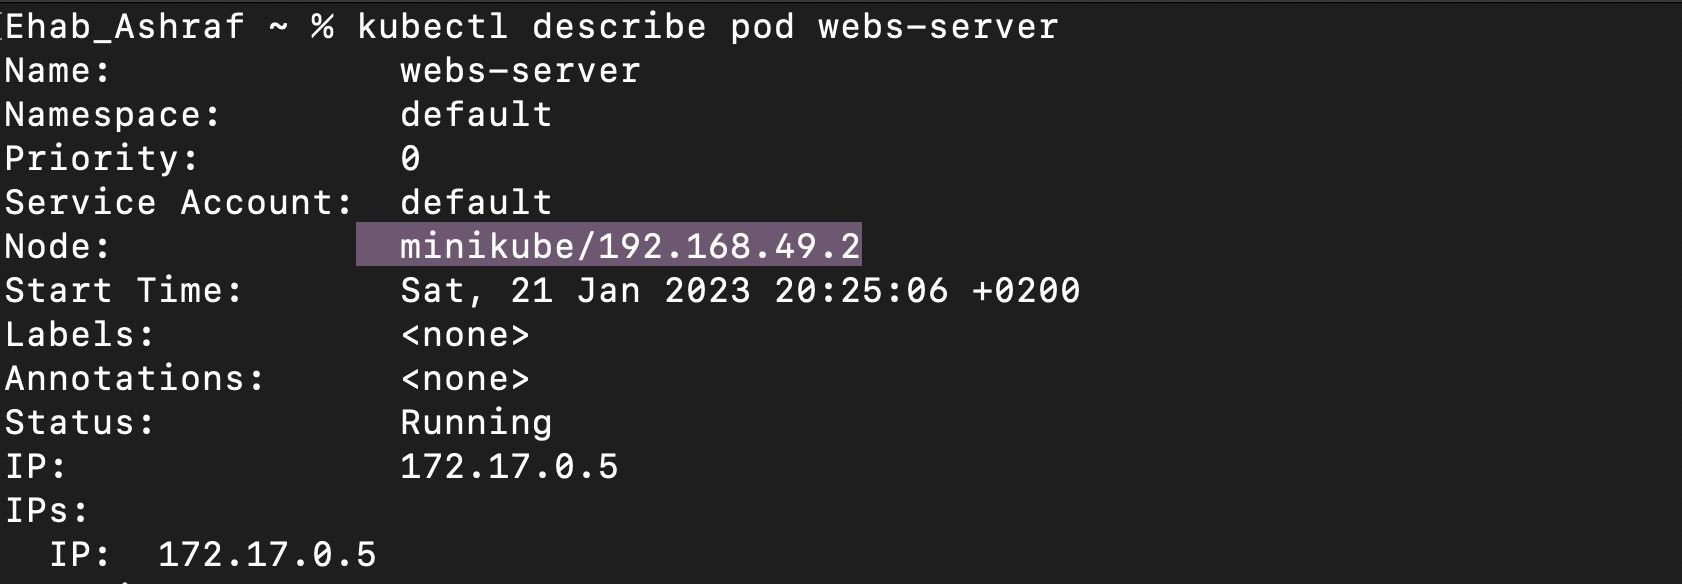 Ehab_Ashraf ~ % kubectl describe pod webs-server
Name: webs-server
Namespace: default
Priority: 0
Service Account: default
Node: minikube/192.168.49.2
Start Time: Sat, 21 Jan 2023 20:25:06 +0200
Labels: <none>
Annotations: <none>
Status: Running
IP: 172.17.0.5
IPs:
IP: 172.17.0.5